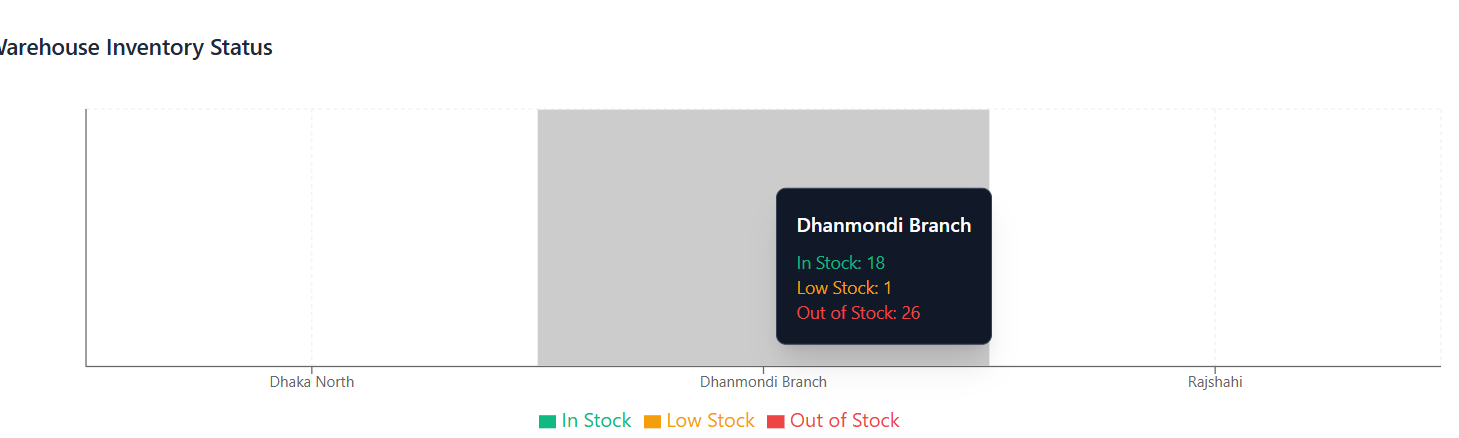 Warehouse Inventory Status
Dhanmondi Branch
In Stock: 18
Low Stock: 1
Out of Stock: 26
Dhaka North
Dhanmondi Branch
Rajshahi
In Stock
Low Stock
Out of Stock